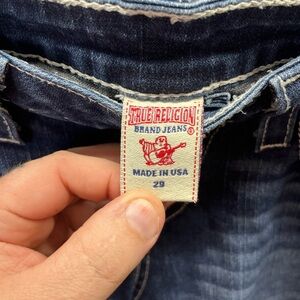 TRUE RELIGION®
BRAND JEANS
MADE IN USA
29